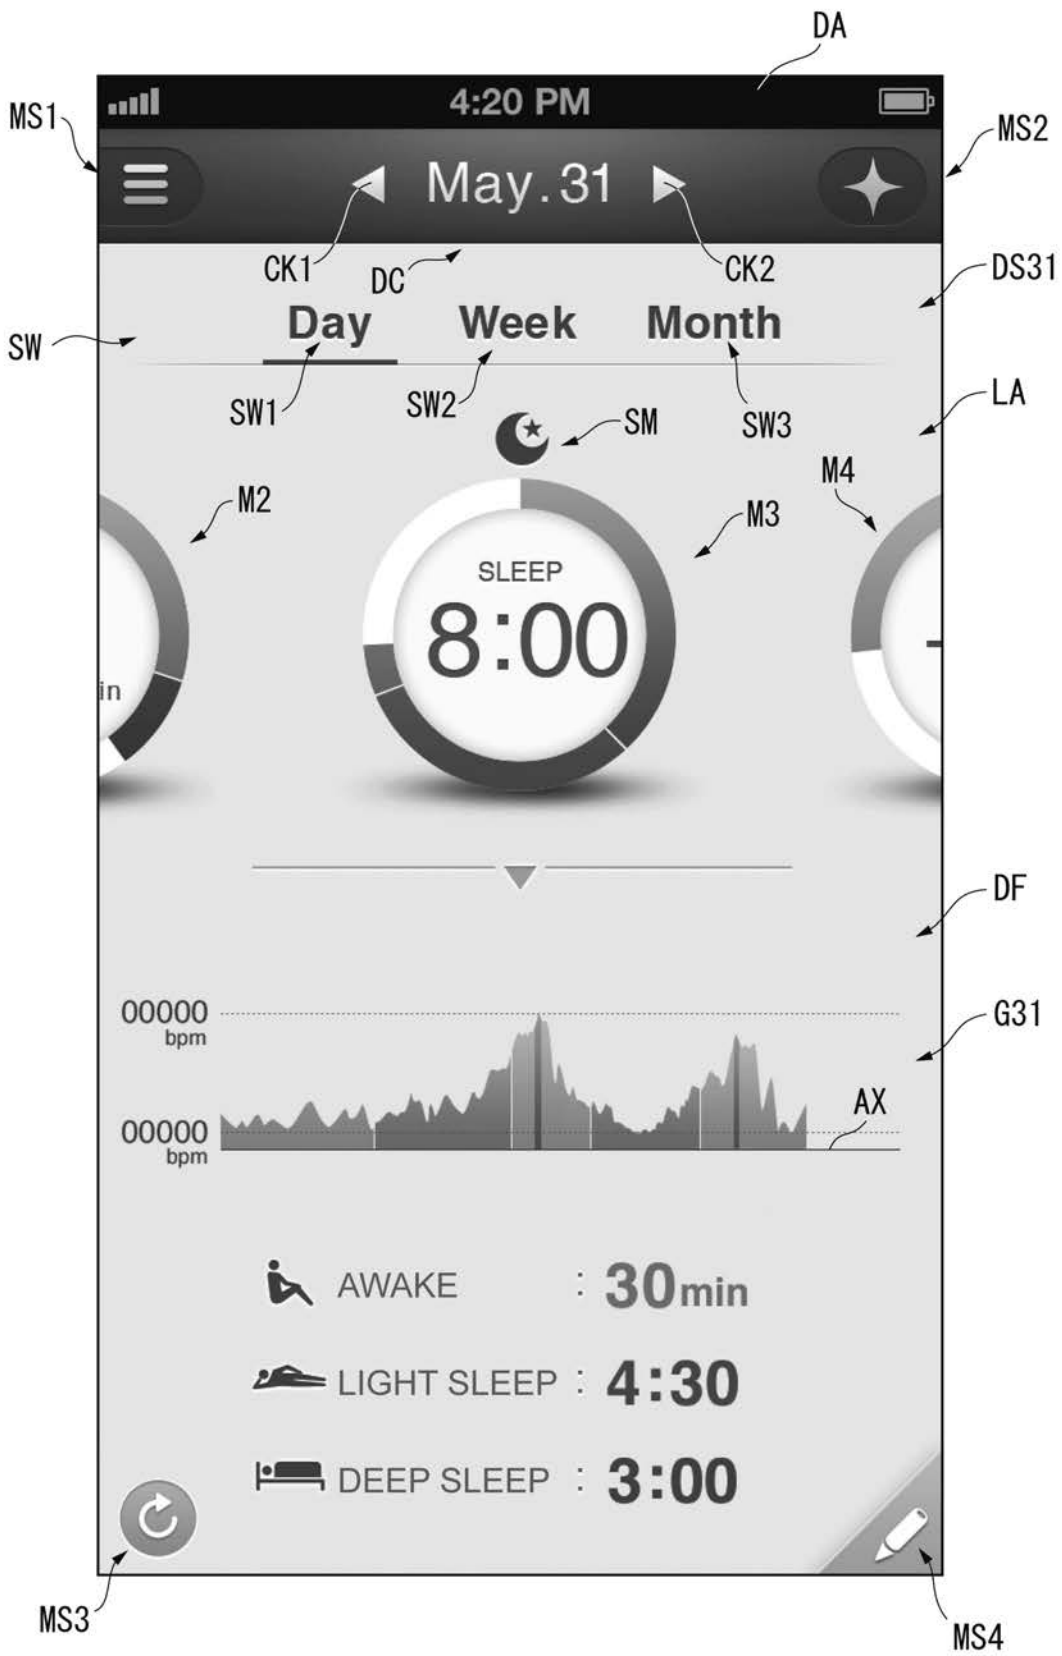 DA
4:20 PM
MS1
MS2
May.31
CK1
DC
CK2
DS31
Day Week Month
SW
SW1
SW2
SM
SW3
LA
M2
M4
M3
SLEEP
8:00
in
DF
00000
bpm
G31
AX
00000
bpm
AWAKE : 30min
LIGHT SLEEP : 4:30
DEEP SLEEP : 3:00
MS3
MS4